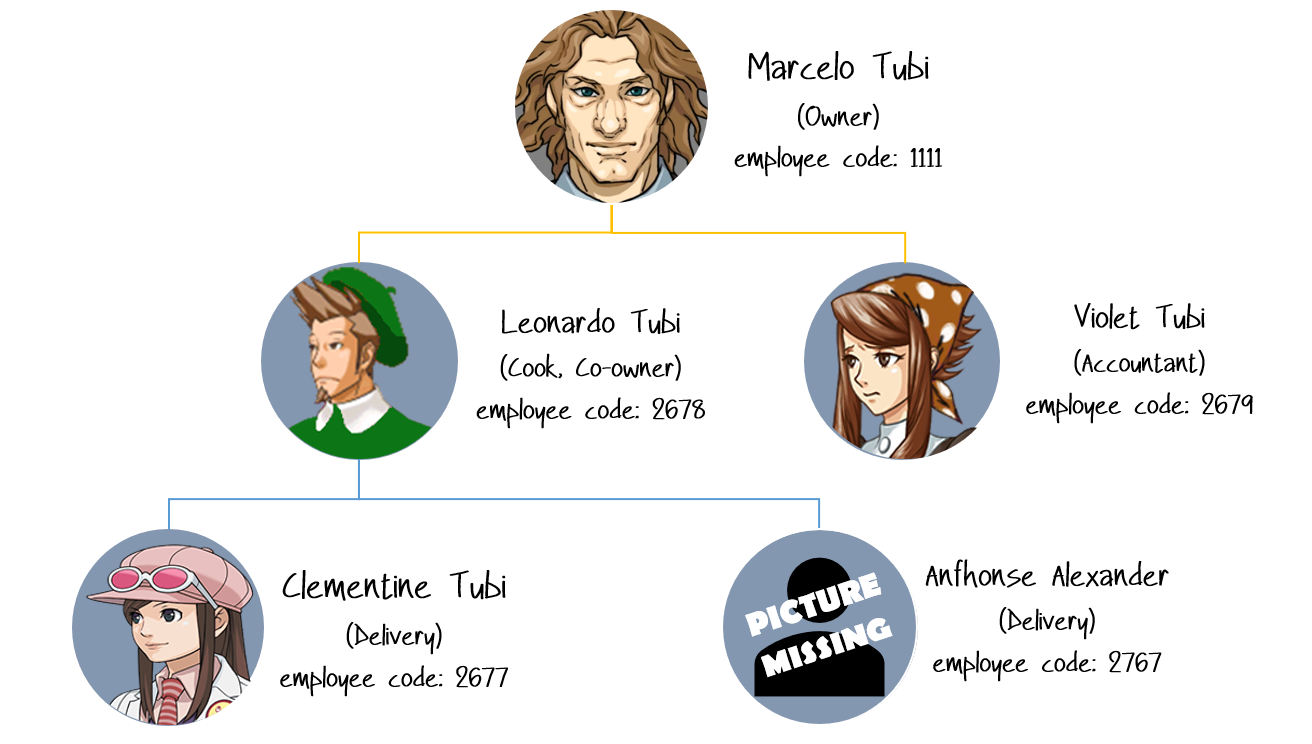 Marcelo Tubi
(Owner)
employee code: 1111
Leonardo Tubi
(Cook, Co-owner)
employee code: 2678
Violet Tubi
(Accountant)
employee code: 2679
Clementine Tubi
(Delivery)
employee code: 2677
PICTURE
MISSING
Anfhonse Alexander
(Delivery)
employee code: 2767